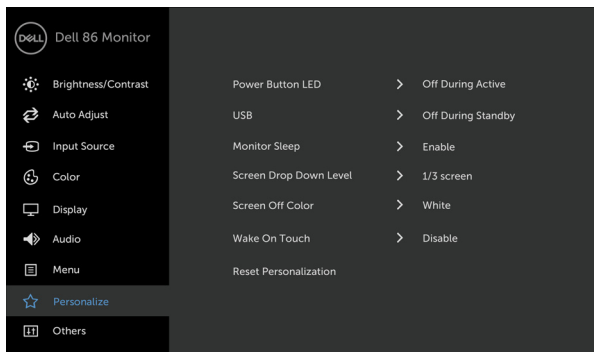 DELL Dell 86 Monitor
Brightness/Contrast
Auto Adjust
Input Source
Color
Display
Audio
Menu
Personalize
Others
Power Button LED > Off During Active
USB > Off During Standby
Monitor Sleep > Enable
Screen Drop Down Level > 1/3 screen
Screen Off Color > White
Wake On Touch > Disable
Reset Personalization